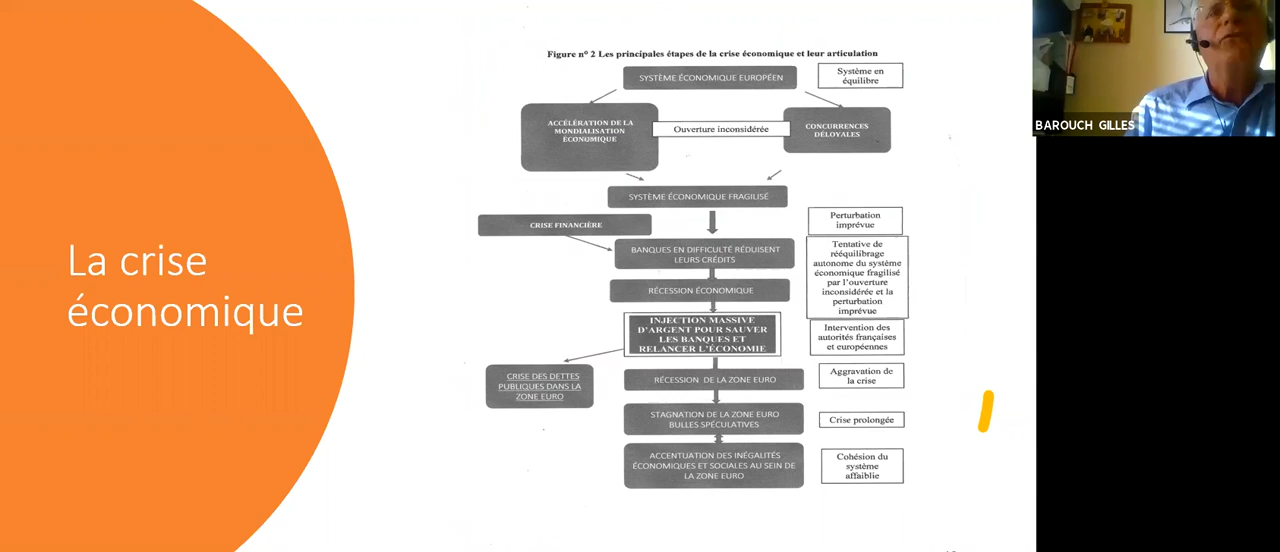 La crise
économique
Figure n° 2 Les principales étapes de la crise économique et leur articulation
SYSTÈME ÉCONOMIQUE EUROPÉEN
Système en
équilibre
ACCÉLÉRATION DE LA
MONDIALISATION
ÉCONOMIQUE
Ouverture inconsidérée
CONCURRENCES
DÉLOYALES
SYSTÈME ÉCONOMIQUE FRAGILISÉ
CRISE FINANCIÈRE
Perturbation
imprévue
BANQUES EN DIFFICULTÉ RÉDUISENT
LEURS CRÉDITS
Tentative de
rééquilibrage
autonome du système
économique fragilisé
par l'ouverture
inconsidérée et la
perturbation
imprévue
RÉCESSION ÉCONOMIQUE
INJECTION MASSIVE
D'ARGENT POUR SAUVER
LES BANQUES ET
RELANCER L'ÉCONOMIE
Intervention des
autorités françaises
et européennes
CRISE DES DETTES
PUBLIQUES DANS LA
ZONE EURO
RÉCESSION DE LA ZONE EURO
Aggravation de
la crise
STAGNATION DE LA ZONE EURO
BULLES SPÉCULATIVES
Crise prolongée
ACCENTUATION DES INÉGALITÉS
ÉCONOMIQUES ET SOCIALES AU SEIN DE
LA ZONE EURO
Cohésion du
système
affaiblie
BAROUCH GILLES